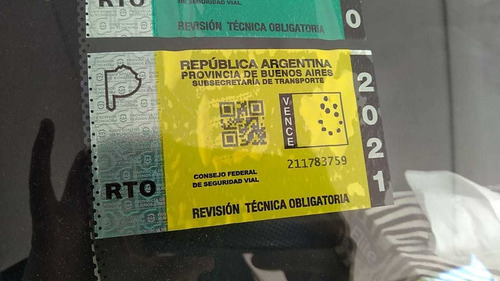 RTO
DE SEGURIDAD VIAL
REVISIÓN TÉCNICA OBLIGATORIA
0
REPÚBLICA ARGENTINA
PROVINCIA DE BUENOS AIRES
SUBSECRETARÍA DE TRANSPORTE
P
VENCE
2021
211783759
CONSEJO FEDERAL
DE SEGURIDAD VIAL
RTO
REVISIÓN TÉCNICA OBLIGATORIA